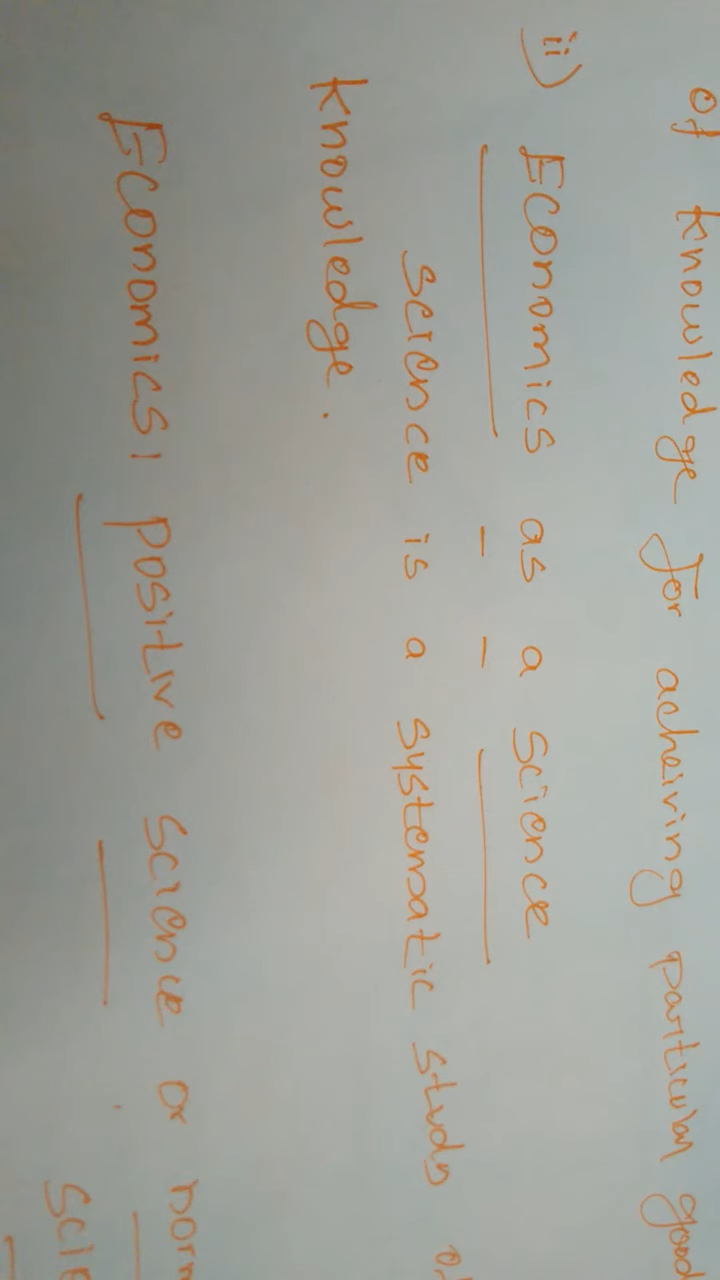 of knowledge for acheiving particular good
ii) Economics as a science
science is a systematic study of
knowledge.
Economics, positive science or norm
scie